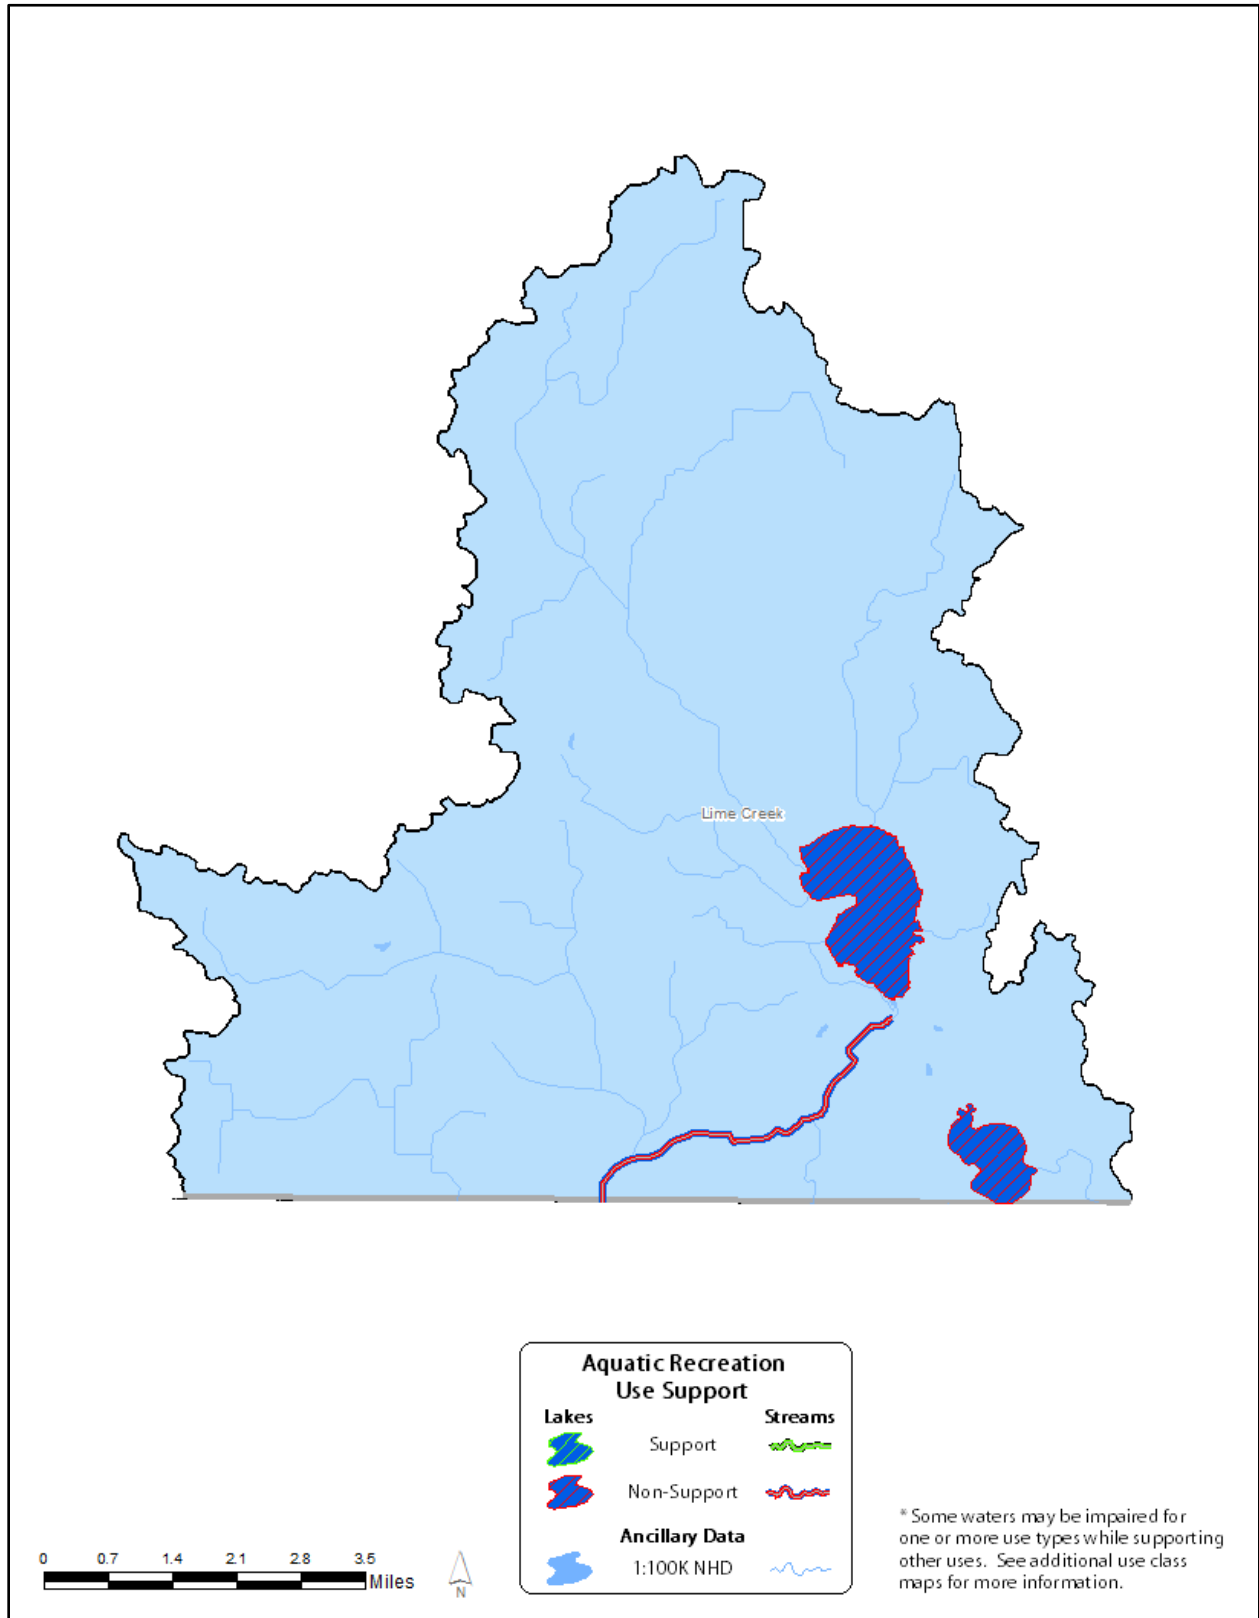 Lime Creek
Aquatic Recreation
Use Support
Lakes Streams
Support
Non-Support
Ancillary Data
1:100K NHD
0 0.7 1.4 2.1 2.8 3.5
Miles
N
* Some waters may be impaired for
one or more use types while supporting
other uses. See additional use class
maps for more information.